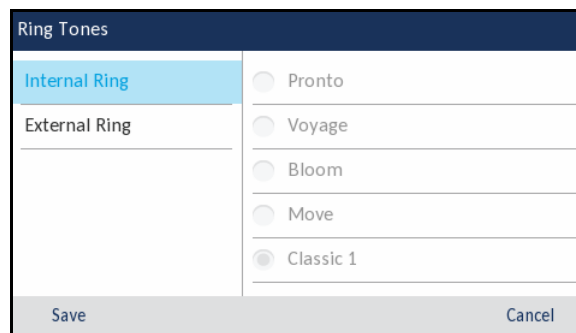 Ring Tones
Internal Ring
External Ring
Pronto
Voyage
Bloom
Move
Classic 1
Save
Cancel